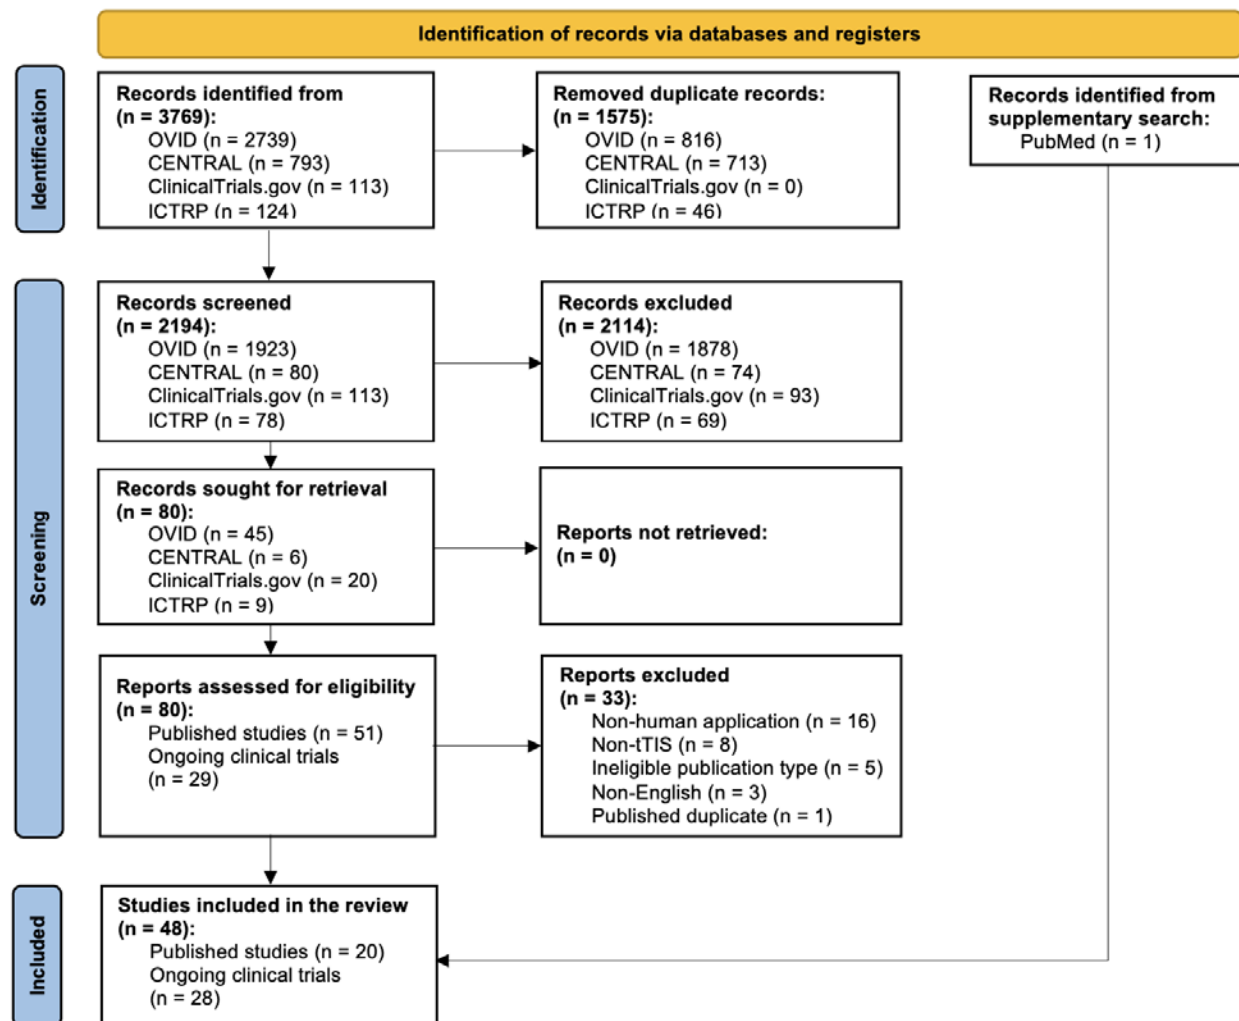 Identification of records via databases and registers
Identification
Records identified from
(n = 3769):
OVID (n = 2739)
CENTRAL (n = 793)
ClinicalTrials.gov (n = 113)
ICTRP (n = 124)
Removed duplicate records:
(n = 1575):
OVID (n = 816)
CENTRAL (n = 713)
ClinicalTrials.gov (n = 0)
ICTRP (n = 46)
Records identified from
supplementary search:
PubMed (n = 1)
Screening
Records screened
(n = 2194):
OVID (n = 1923)
CENTRAL (n = 80)
ClinicalTrials.gov (n = 113)
ICTRP (n = 78)
Records excluded
(n = 2114):
OVID (n = 1878)
CENTRAL (n = 74)
ClinicalTrials.gov (n = 93)
ICTRP (n = 69)
Records sought for retrieval
(n = 80):
OVID (n = 45)
CENTRAL (n = 6)
ClinicalTrials.gov (n = 20)
ICTRP (n = 9)
Reports not retrieved:
(n = 0)
Reports assessed for eligibility
(n = 80):
Published studies (n = 51)
Ongoing clinical trials
(n = 29)
Reports excluded
(n = 33):
Non-human application (n = 16)
Non-tTIS (n = 8)
Ineligible publication type (n = 5)
Non-English (n = 3)
Published duplicate (n = 1)
Included
Studies included in the review
(n = 48):
Published studies (n = 20)
Ongoing clinical trials
(n = 28)